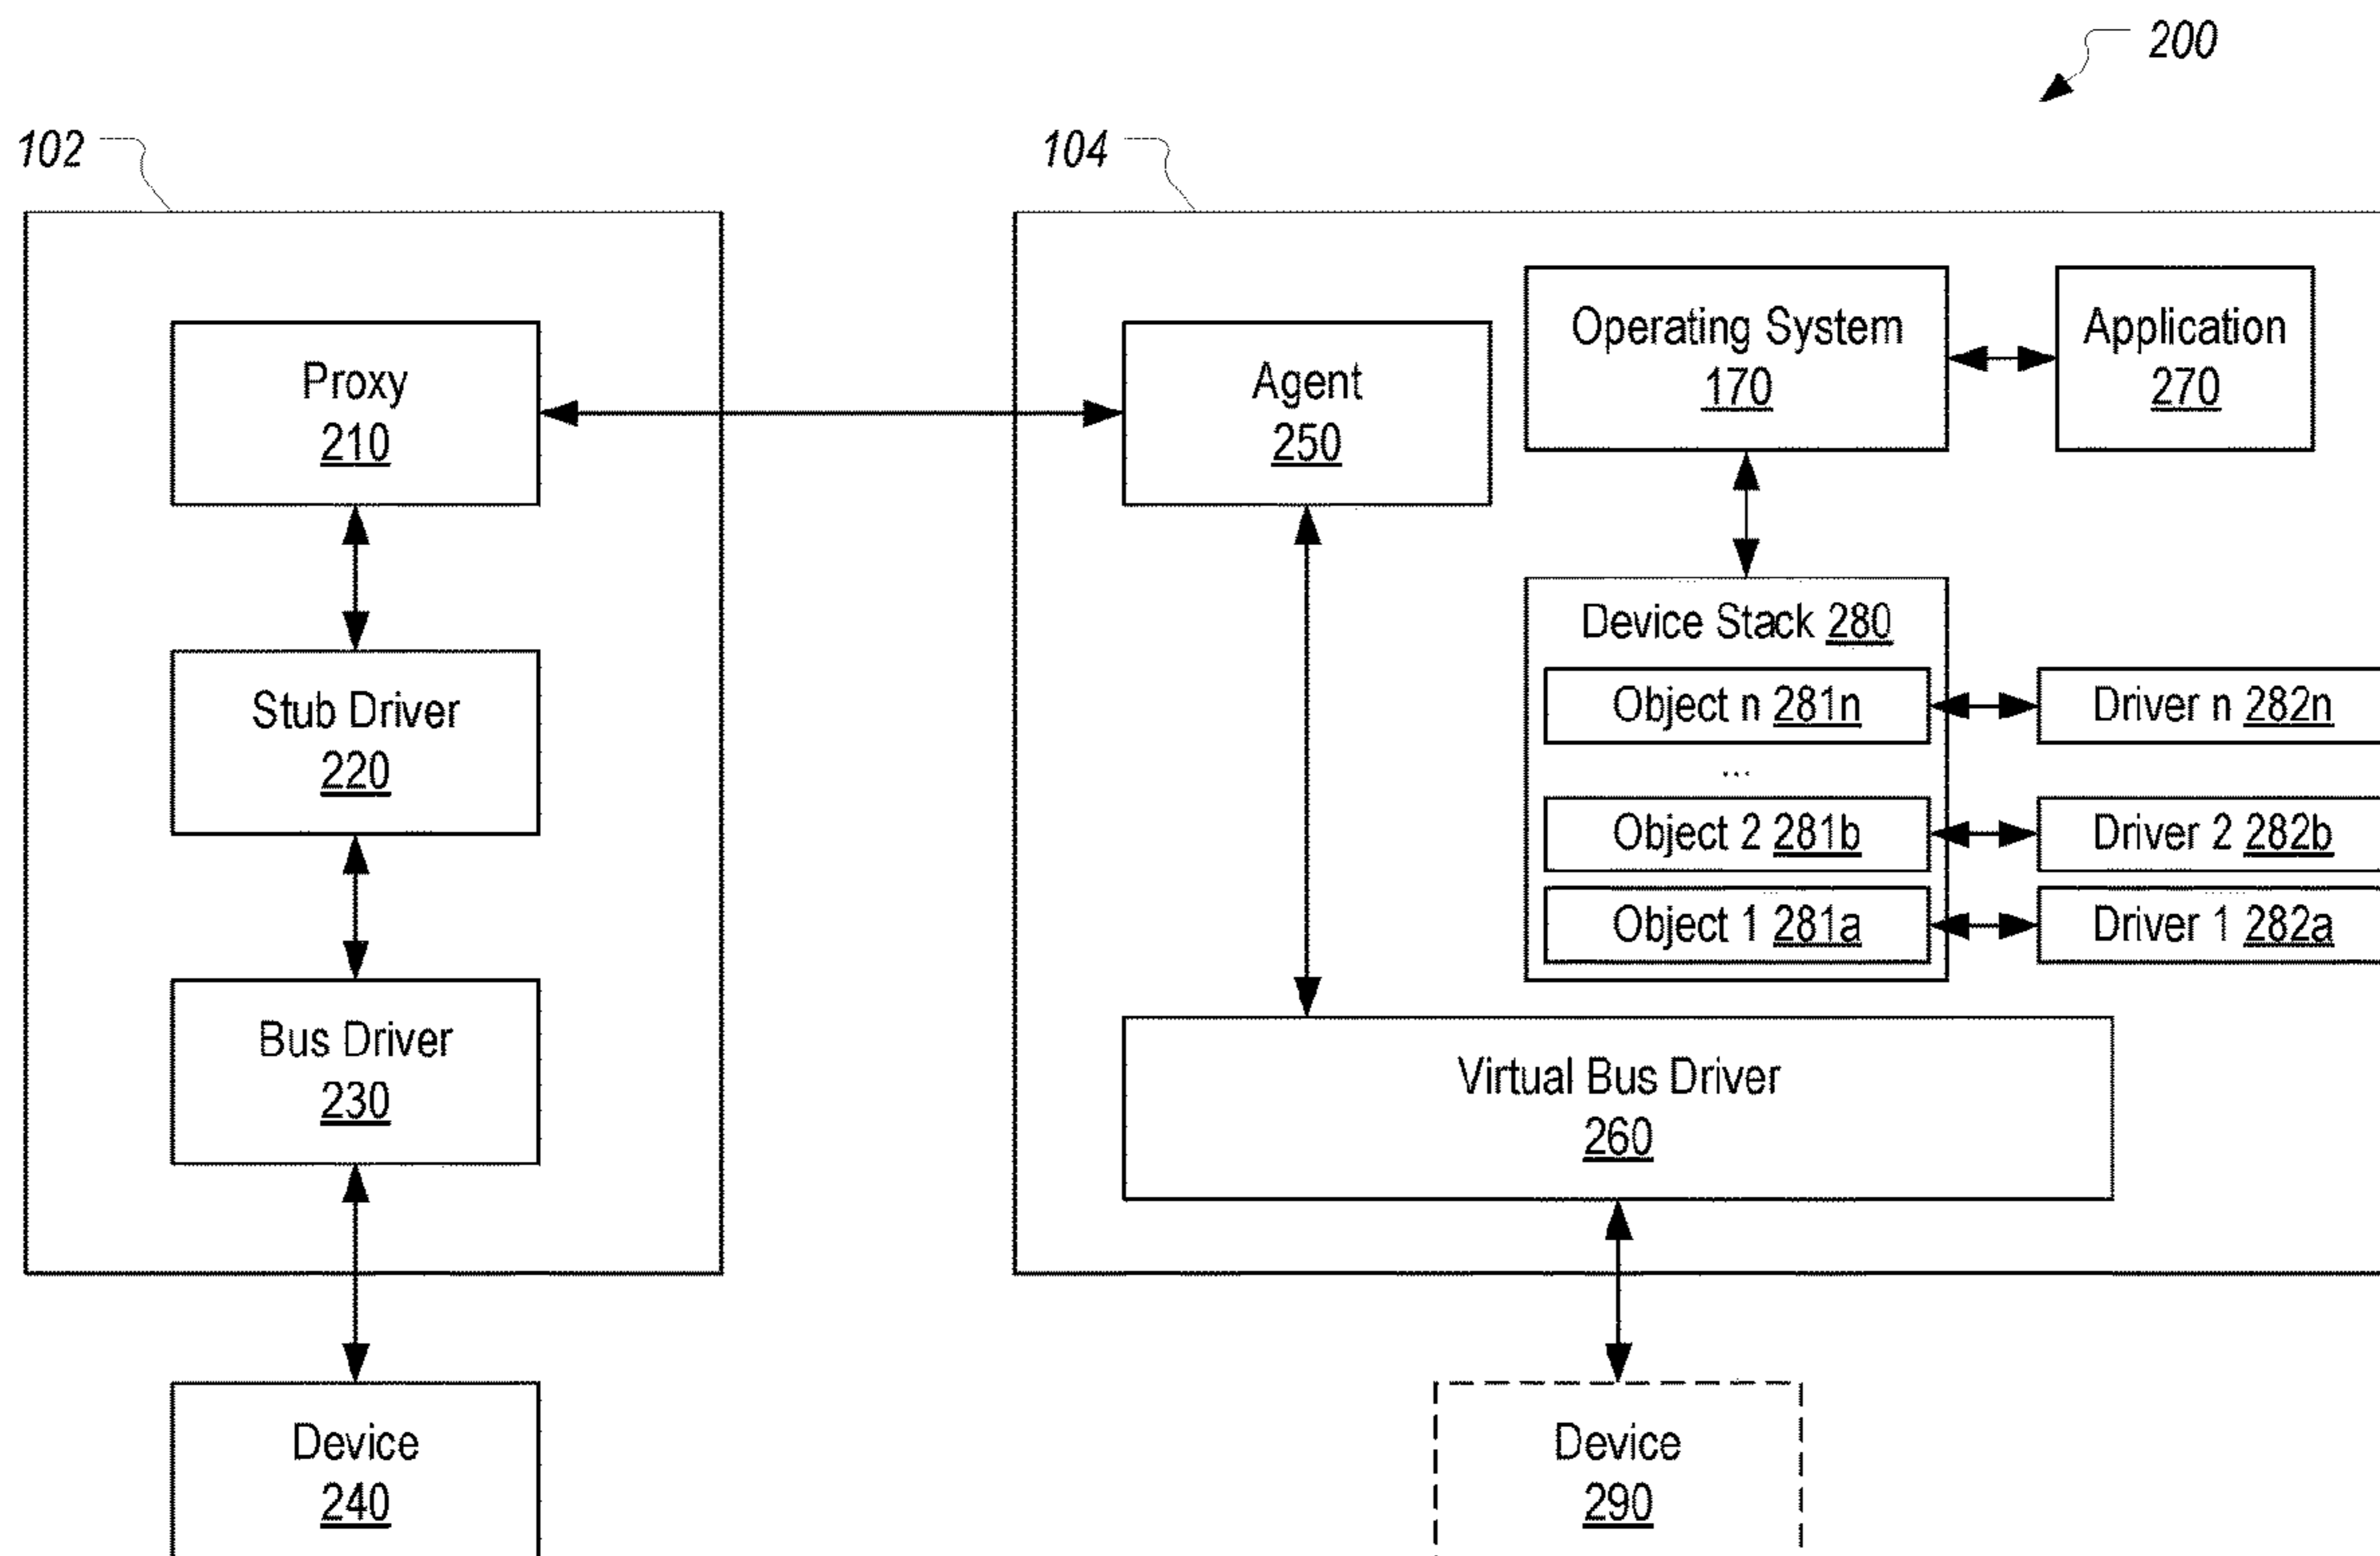 200
102
104
Proxy
210
Agent
250
Operating System
170
Application
270
Stub Driver
220
Device Stack 280
Object n 281n
Driver n 282n
...
Object 2 281b
Driver 2 282b
Object 1 281a
Driver 1 282a
Bus Driver
230
Virtual Bus Driver
260
Device
240
Device
290